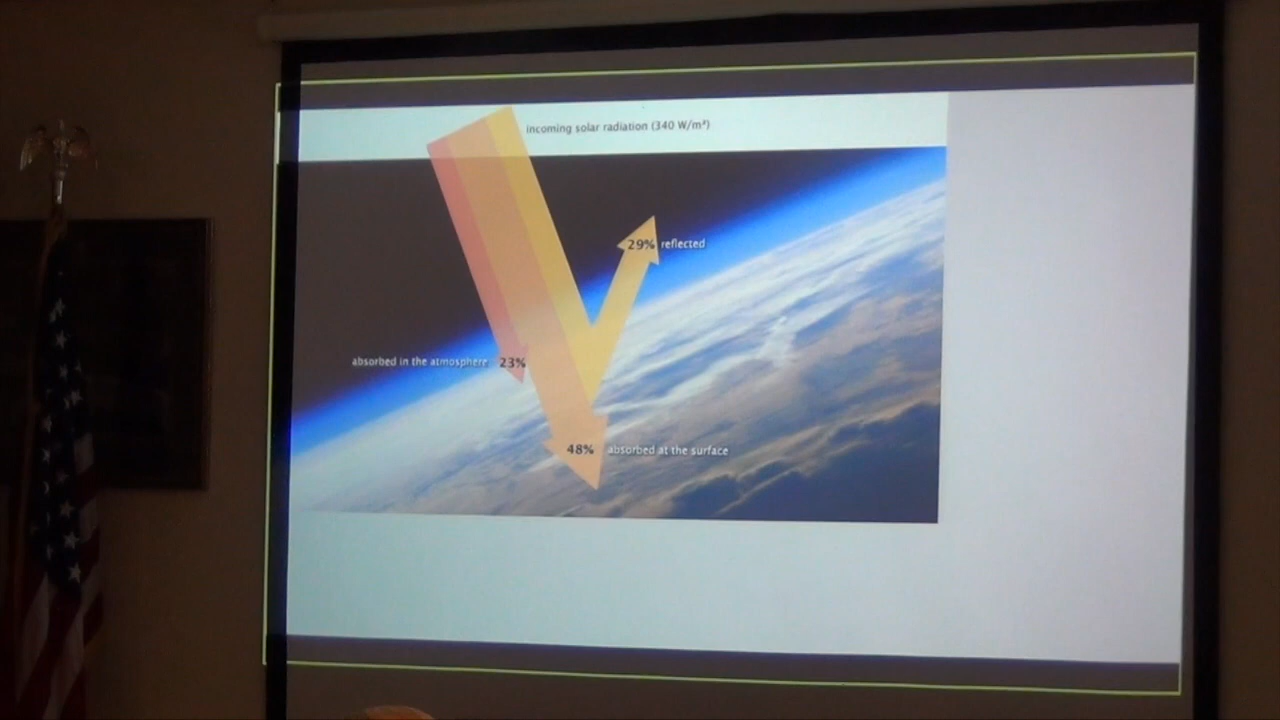 incoming solar radiation (340 W/m²)
29% reflected
absorbed in the atmosphere 23%
48% absorbed at the surface